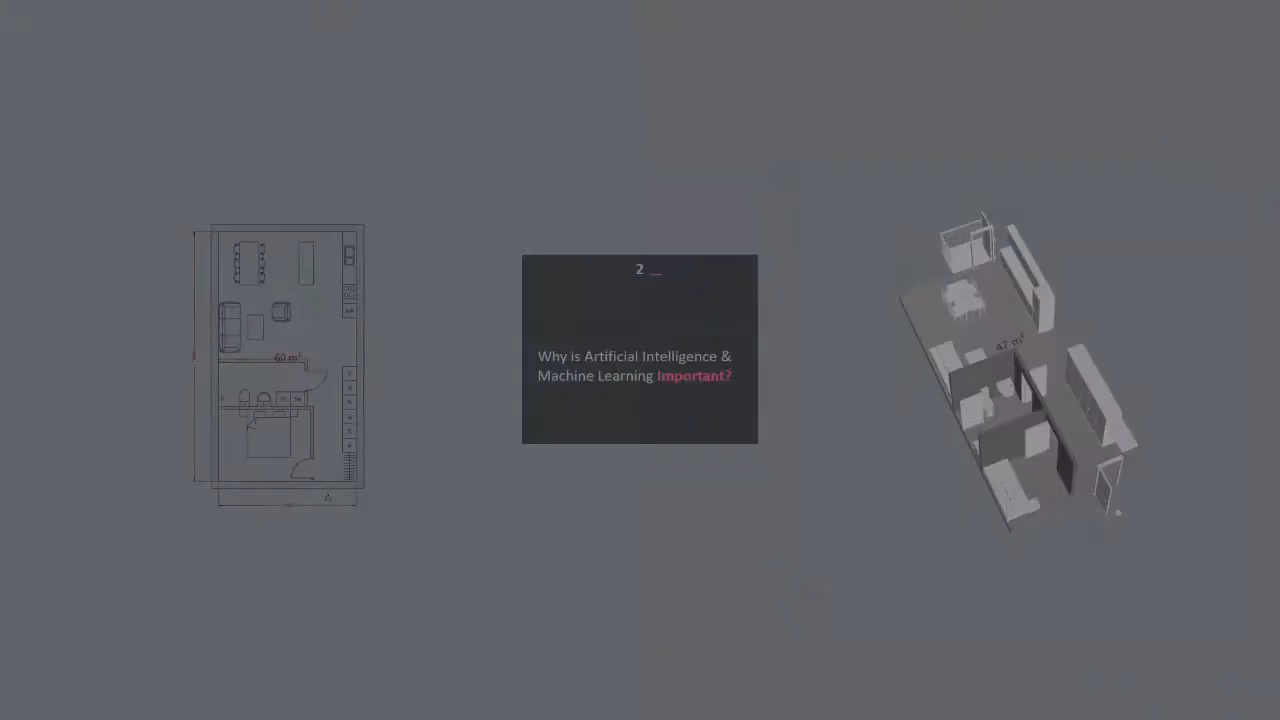 2 _
Why is Artificial Intelligence &
Machine Learning Important?
60 m²
47 m²